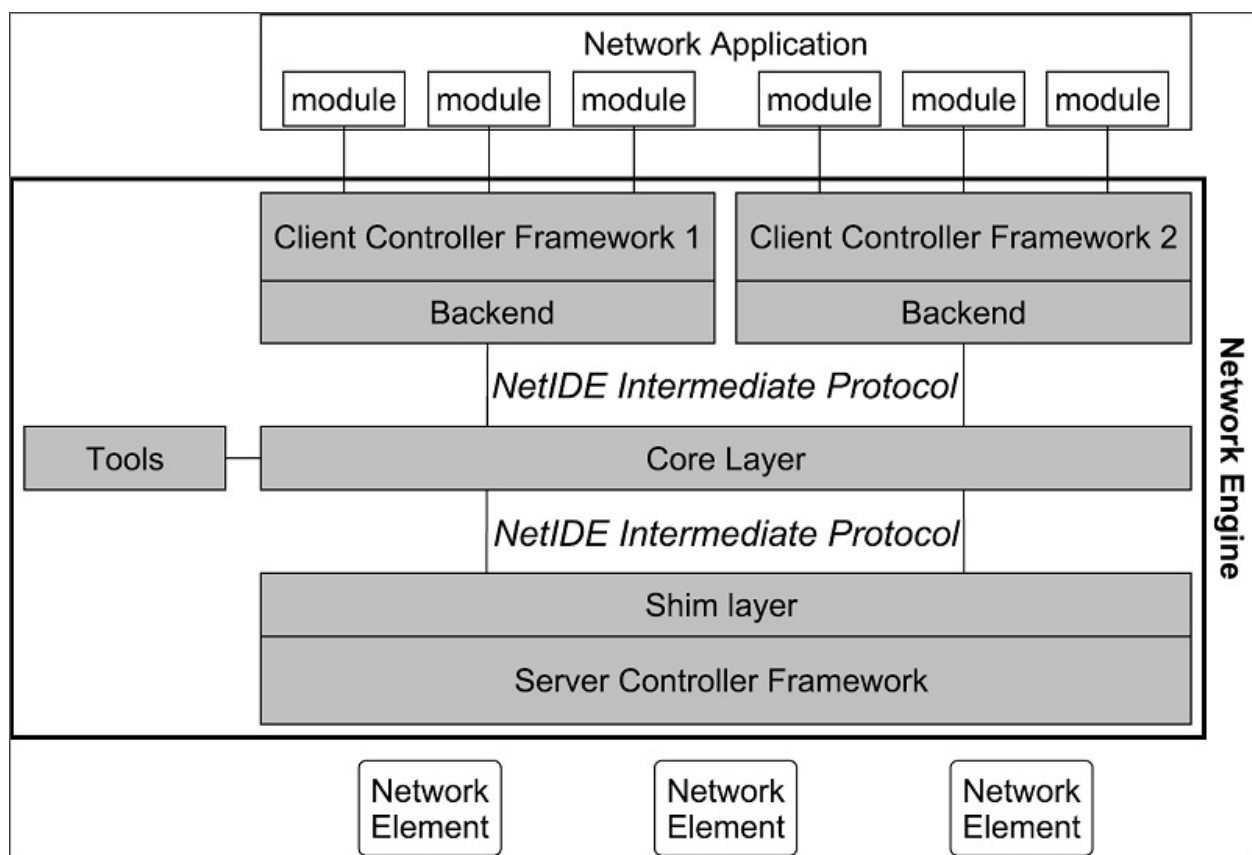 Network Application
module module module module module module
Client Controller Framework 1 Client Controller Framework 2
Backend Backend
NetIDE Intermediate Protocol
Tools Core Layer
NetIDE Intermediate Protocol
Shim layer
Server Controller Framework
Network Engine
Network Network Network
Element Element Element